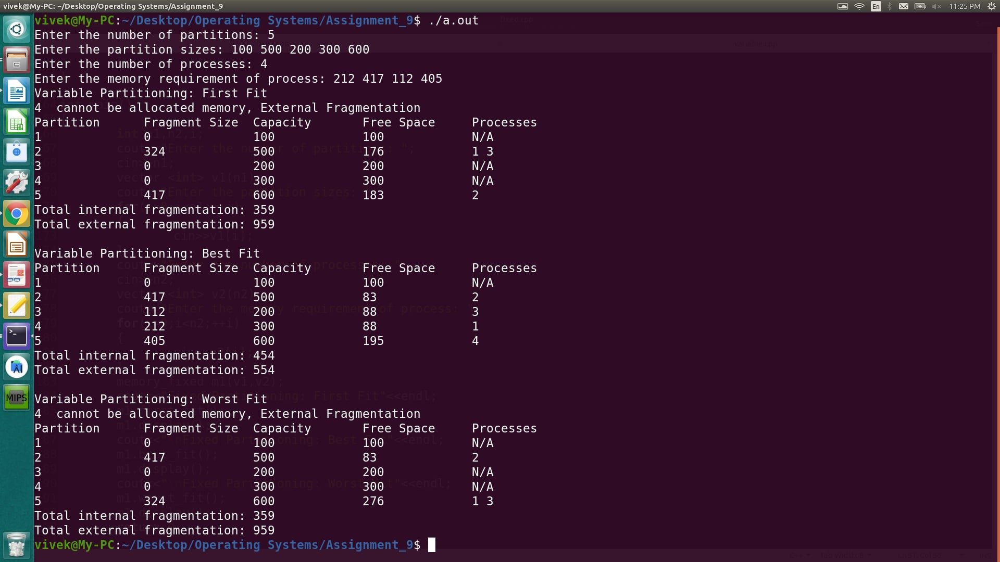 vivek@My-PC: ~/Desktop/Operating Systems/Assignment_9
En
11:25 PM
vivek@My-PC:~/Desktop/Operating Systems/Assignment_9$ ./a.out
Enter the number of partitions: 5
Enter the partition sizes: 100 500 200 300 600
Enter the number of processes: 4
Enter the memory requirement of process: 212 417 112 405
Variable Partitioning: First Fit
4  cannot be allocated memory, External Fragmentation
Partition Fragment Size Capacity Free Space Processes
1 0 100 100 N/A
2 324 500 176 1 3
3 0 200 200 N/A
4 0 300 300 N/A
5 417 600 183 2
Total internal fragmentation: 359
Total external fragmentation: 959
Variable Partitioning: Best Fit
Partition Fragment Size Capacity Free Space Processes
1 0 100 100 N/A
2 417 500 83 2
3 112 200 88 3
4 212 300 88 1
5 405 600 195 4
Total internal fragmentation: 454
Total external fragmentation: 554
Variable Partitioning: Worst Fit
4  cannot be allocated memory, External Fragmentation
Partition Fragment Size Capacity Free Space Processes
1 0 100 100 N/A
2 417 500 83 2
3 0 200 200 N/A
4 0 300 300 N/A
5 324 600 276 1 3
Total internal fragmentation: 359
Total external fragmentation: 959
vivek@My-PC:~/Desktop/Operating Systems/Assignment_9$
MIPS